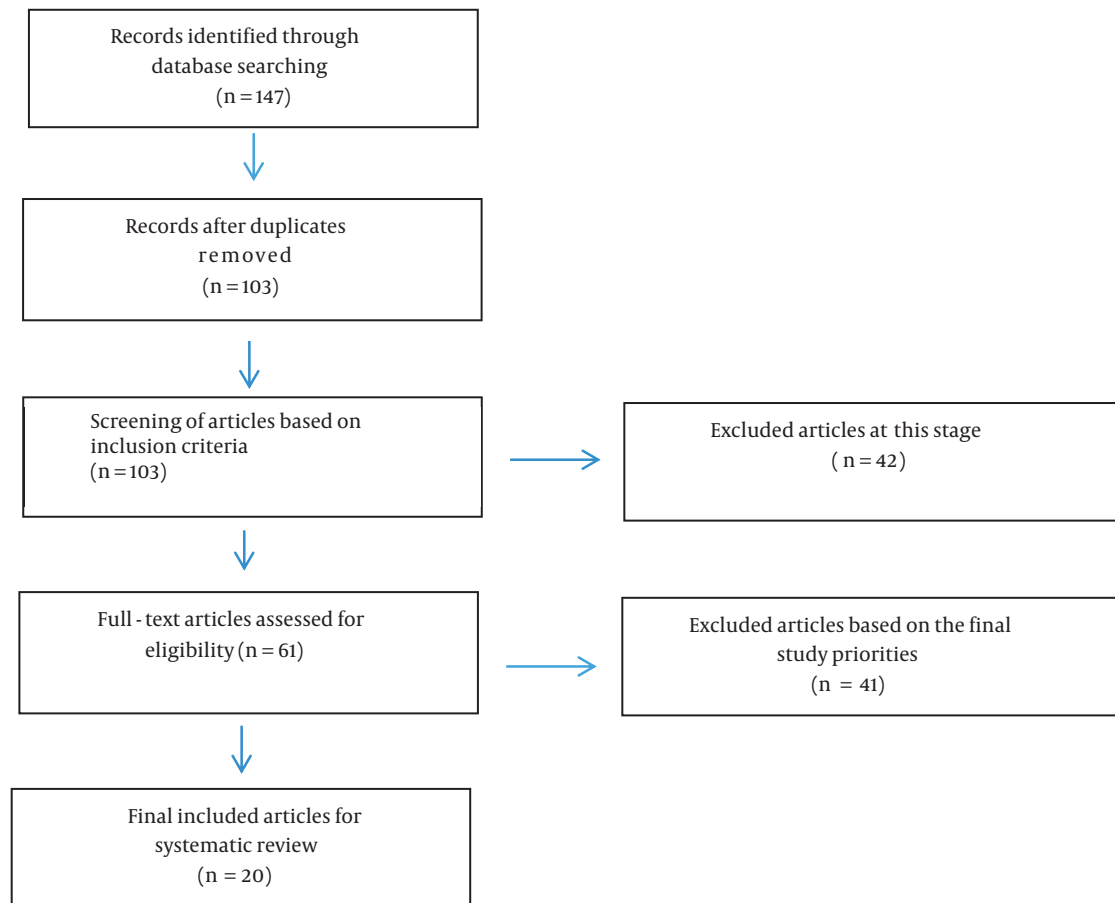 Records identified through
database searching
(n = 147)
Records after duplicates
removed
(n = 103)
Screening of articles based on
inclusion criteria
(n = 103)
Excluded articles at this stage
( n = 42)
Full - text articles assessed for
eligibility (n = 61)
Excluded articles based on the final
study priorities
(n = 41)
Final included articles for
systematic review
(n = 20)